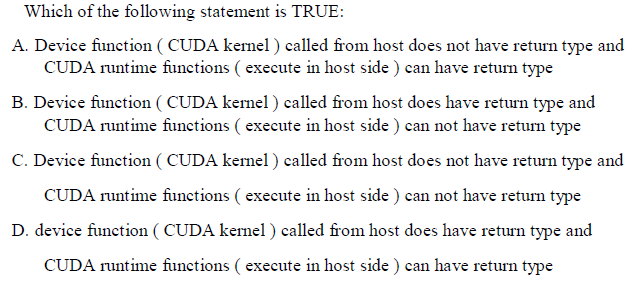 Which of the following statement is TRUE:
A. Device function ( CUDA kernel ) called from host does not have return type and
CUDA runtime functions ( execute in host side ) can have return type
B. Device function ( CUDA kernel ) called from host does have return type and
CUDA runtime functions ( execute in host side ) can not have return type
C. Device function ( CUDA kernel ) called from host does not have return type and
CUDA runtime functions ( execute in host side ) can not have return type
D. device function ( CUDA kernel ) called from host does have return type and
CUDA runtime functions ( execute in host side ) can have return type